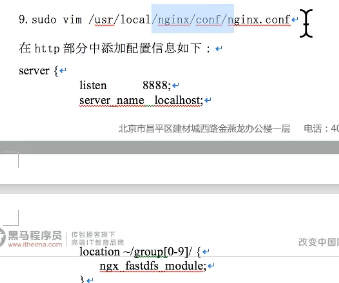 9. sudo vim /usr/local/nginx/conf/nginx.conf
在 http 部分中添加配置信息如下：
server {
listen 8888;
server_name localhost;
北京市昌平区建材城西路金燕龙办公楼一层 电话：40
黑马程序员
www.itheima.com
传智播客旗下
高端IT教育品牌
改变中国
location ~/group[0-9]/ {
ngx_fastdfs_module;
}